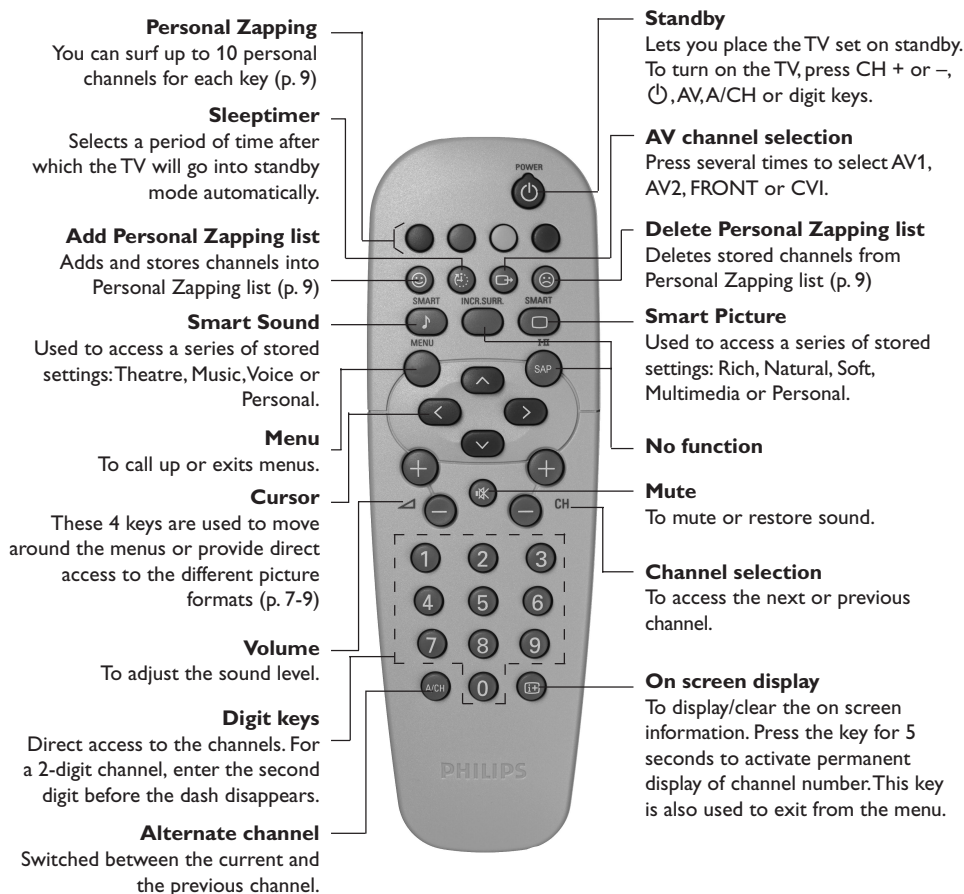 Personal Zapping
You can surf up to 10 personal
channels for each key (p. 9)
Sleeptimer
Selects a period of time after
which the TV will go into standby
mode automatically.
Add Personal Zapping list
Adds and stores channels into
Personal Zapping list (p. 9)
Smart Sound
Used to access a series of stored
settings: Theatre, Music, Voice or
Personal.
Menu
To call up or exits menus.
Cursor
These 4 keys are used to move
around the menus or provide direct
access to the different picture
formats (p. 7-9)
Volume
To adjust the sound level.
Digit keys
Direct access to the channels. For
a 2-digit channel, enter the second
digit before the dash disappears.
Alternate channel
Switched between the current and
the previous channel.
POWER
SMART INCR.SURR. SMART
MENU I-II
SAP
CH
1 2 3
4 5 6
7 8 9
A/CH 0 i+
PHILIPS
Standby
Lets you place the TV set on standby.
To turn on the TV, press CH + or –,
⏻, AV, A/CH or digit keys.
AV channel selection
Press several times to select AV1,
AV2, FRONT or CVI.
Delete Personal Zapping list
Deletes stored channels from
Personal Zapping list (p. 9)
Smart Picture
Used to access a series of stored
settings: Rich, Natural, Soft,
Multimedia or Personal.
No function
Mute
To mute or restore sound.
Channel selection
To access the next or previous
channel.
On screen display
To display/clear the on screen
information. Press the key for 5
seconds to activate permanent
display of channel number. This key
is also used to exit from the menu.